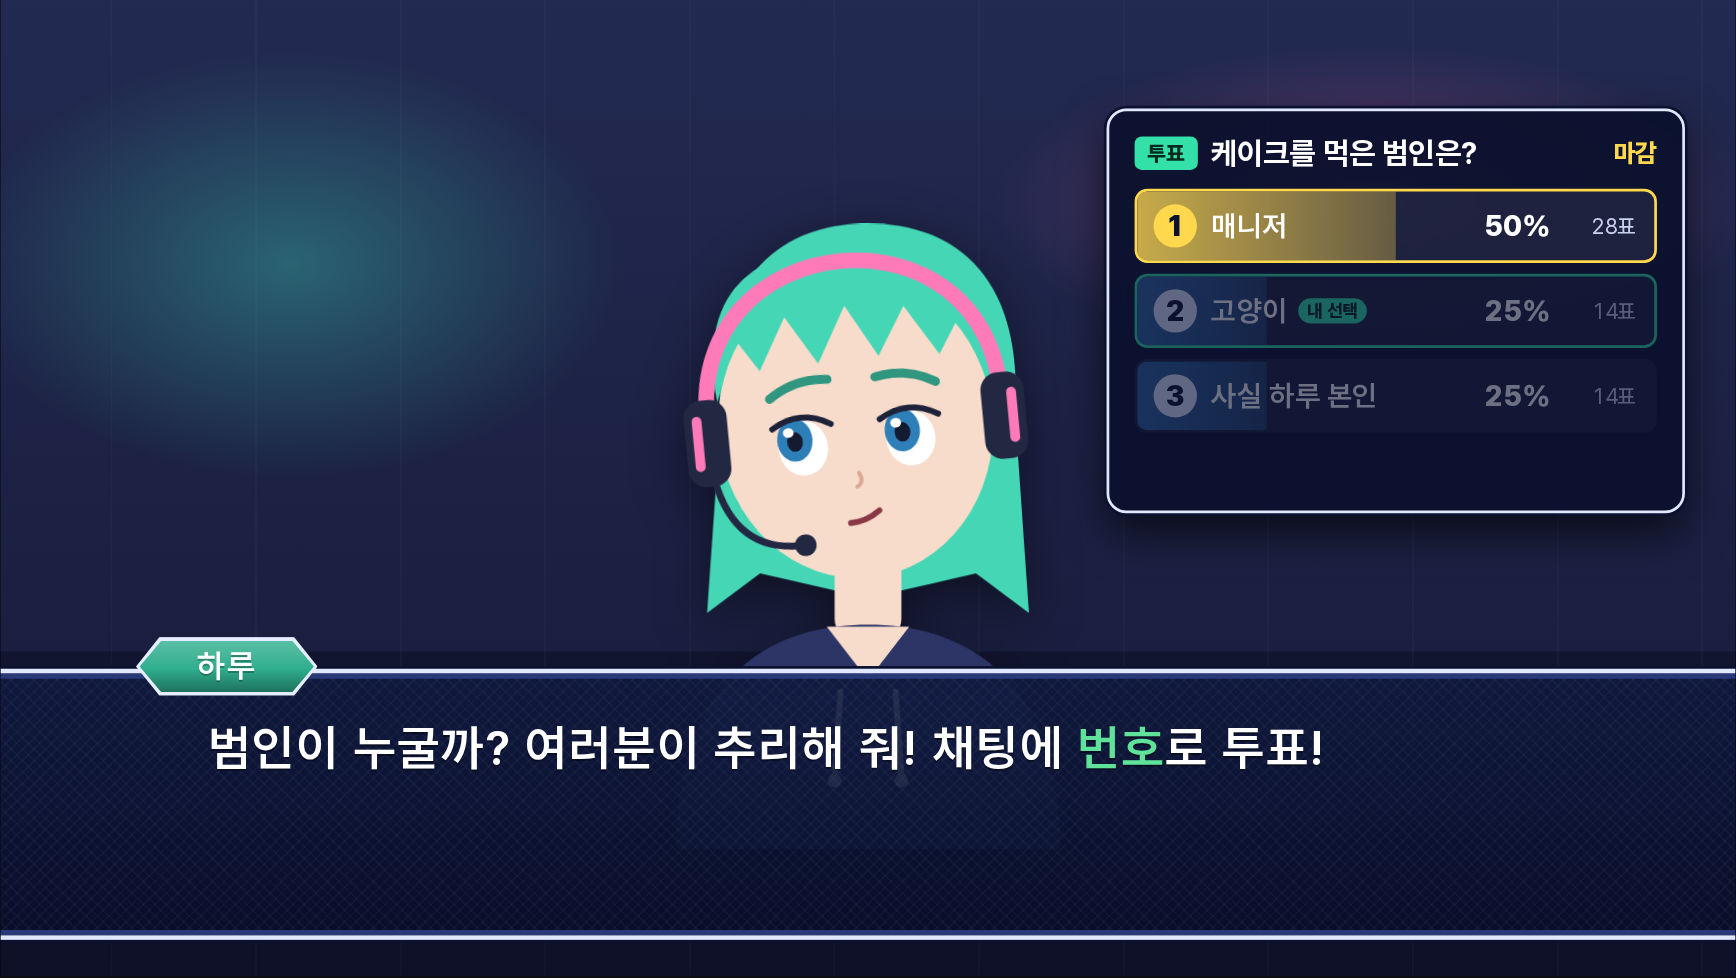 투표 케이크를 먹은 범인은? 마감
1 매니저 50% 28표
2 고양이 내 선택 25% 14표
3 사실 하루 본인 25% 14표
하루
범인이 누굴까? 여러분이 추리해 줘! 채팅에 번호로 투표!